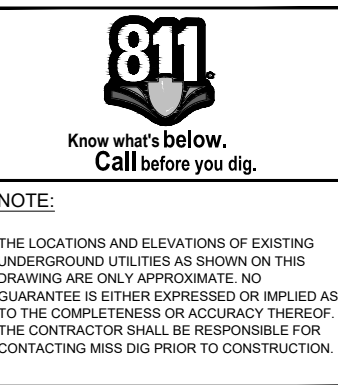 811
Know what's below.
Call before you dig.
NOTE:
THE LOCATIONS AND ELEVATIONS OF EXISTING
UNDERGROUND UTILITIES AS SHOWN ON THIS
DRAWING ARE ONLY APPROXIMATE. NO
GUARANTEE IS EITHER EXPRESSED OR IMPLIED AS
TO THE COMPLETENESS OR ACCURACY THEREOF.
THE CONTRACTOR SHALL BE RESPONSIBLE FOR
CONTACTING MISS DIG PRIOR TO CONSTRUCTION.